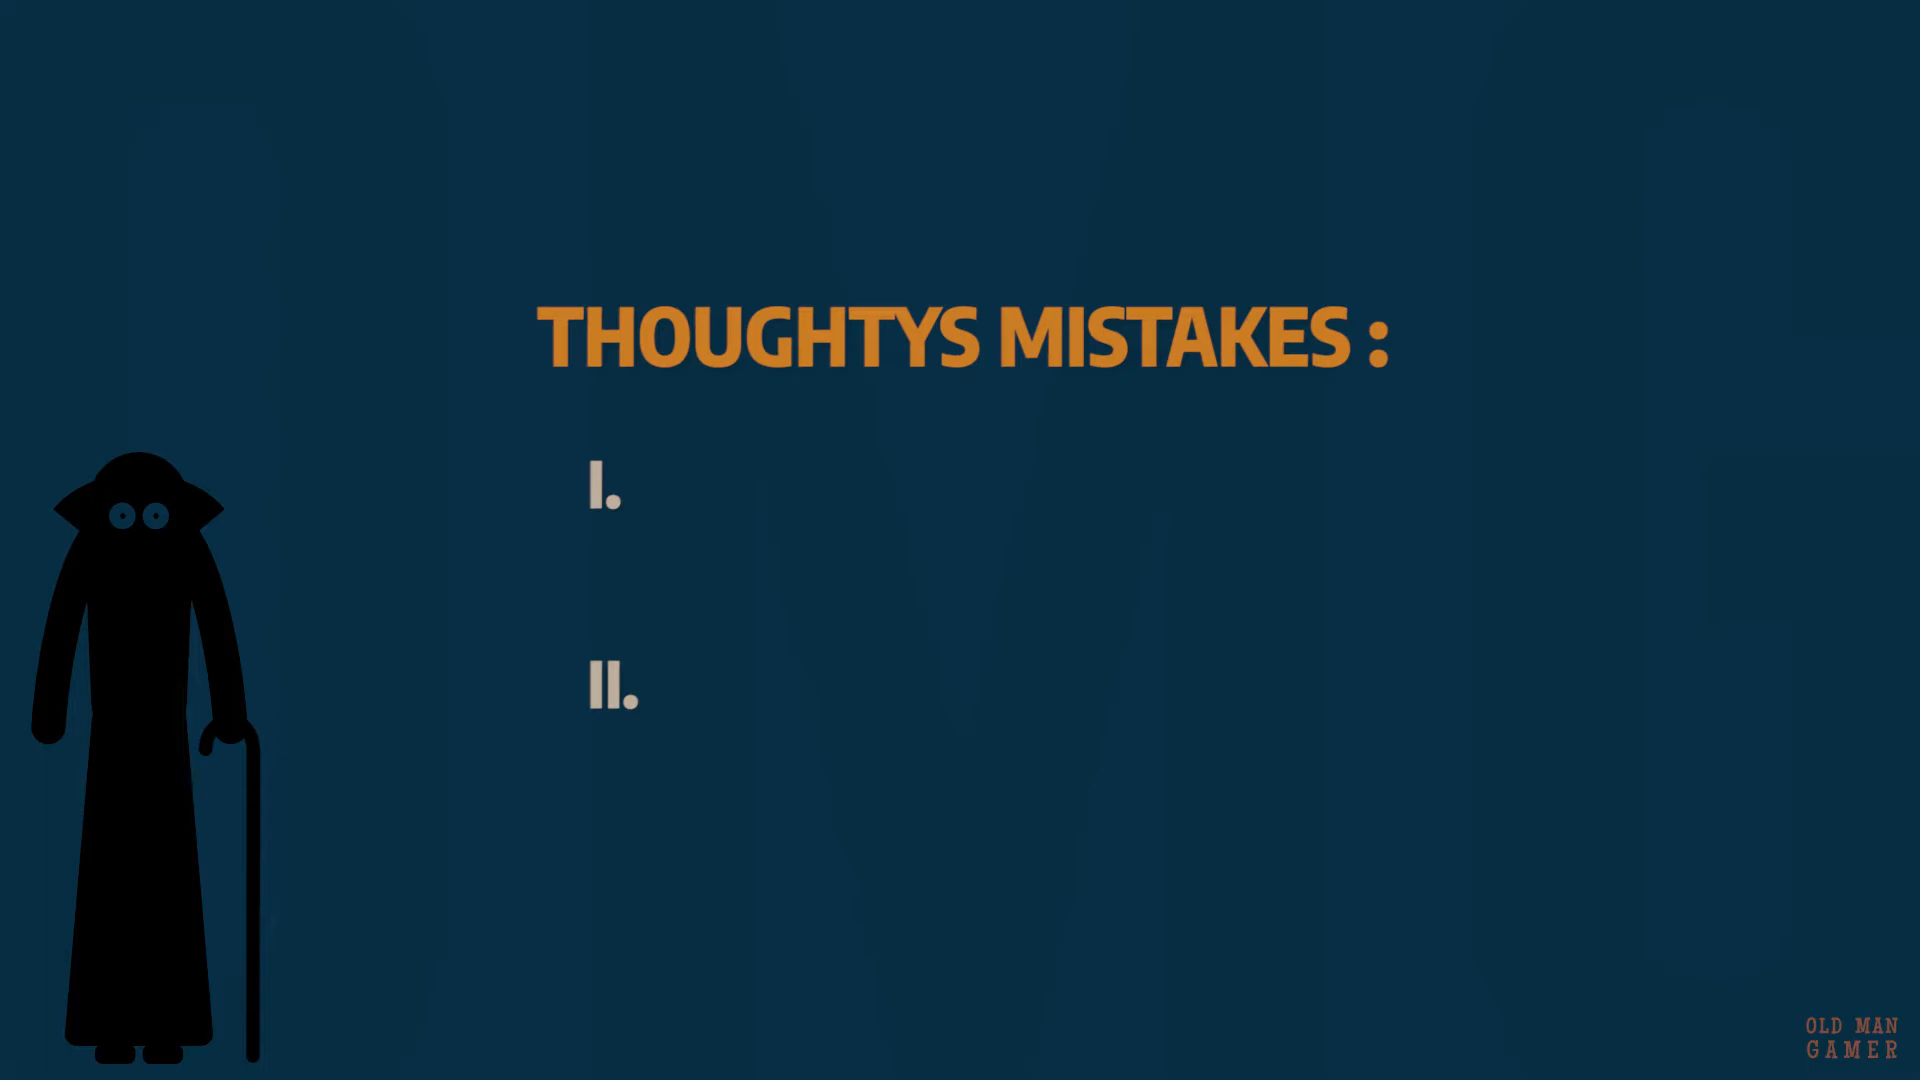 THOUGHTYS MISTAKES :
I.
II.
OLD MAN
GAMER